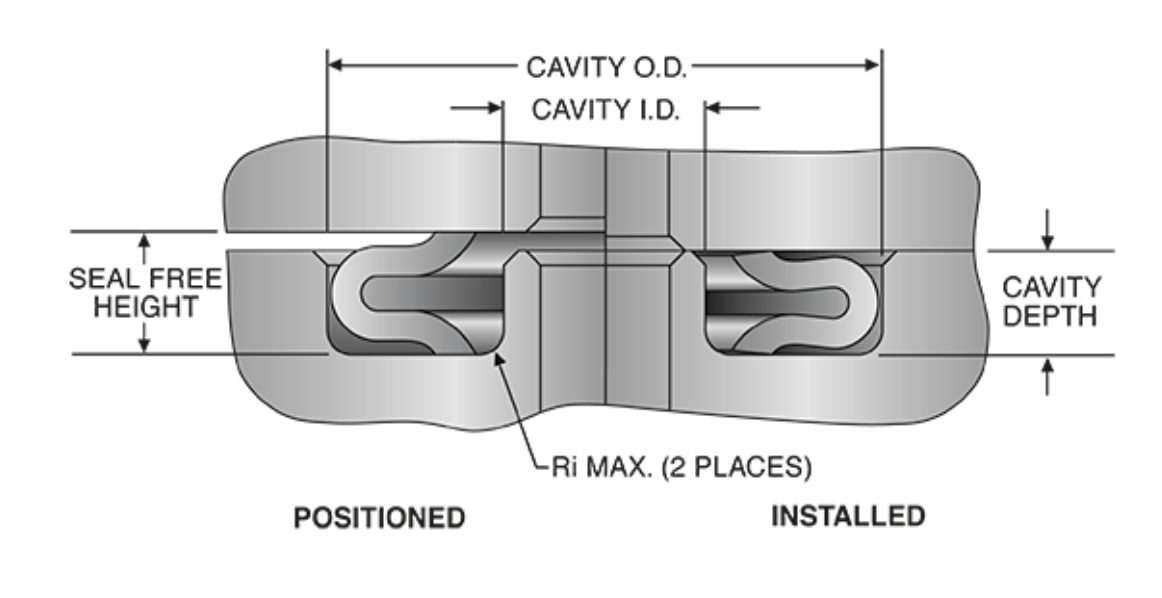 CAVITY O.D.
CAVITY I.D.
SEAL FREE
HEIGHT
CAVITY
DEPTH
Ri MAX. (2 PLACES)
POSITIONED
INSTALLED